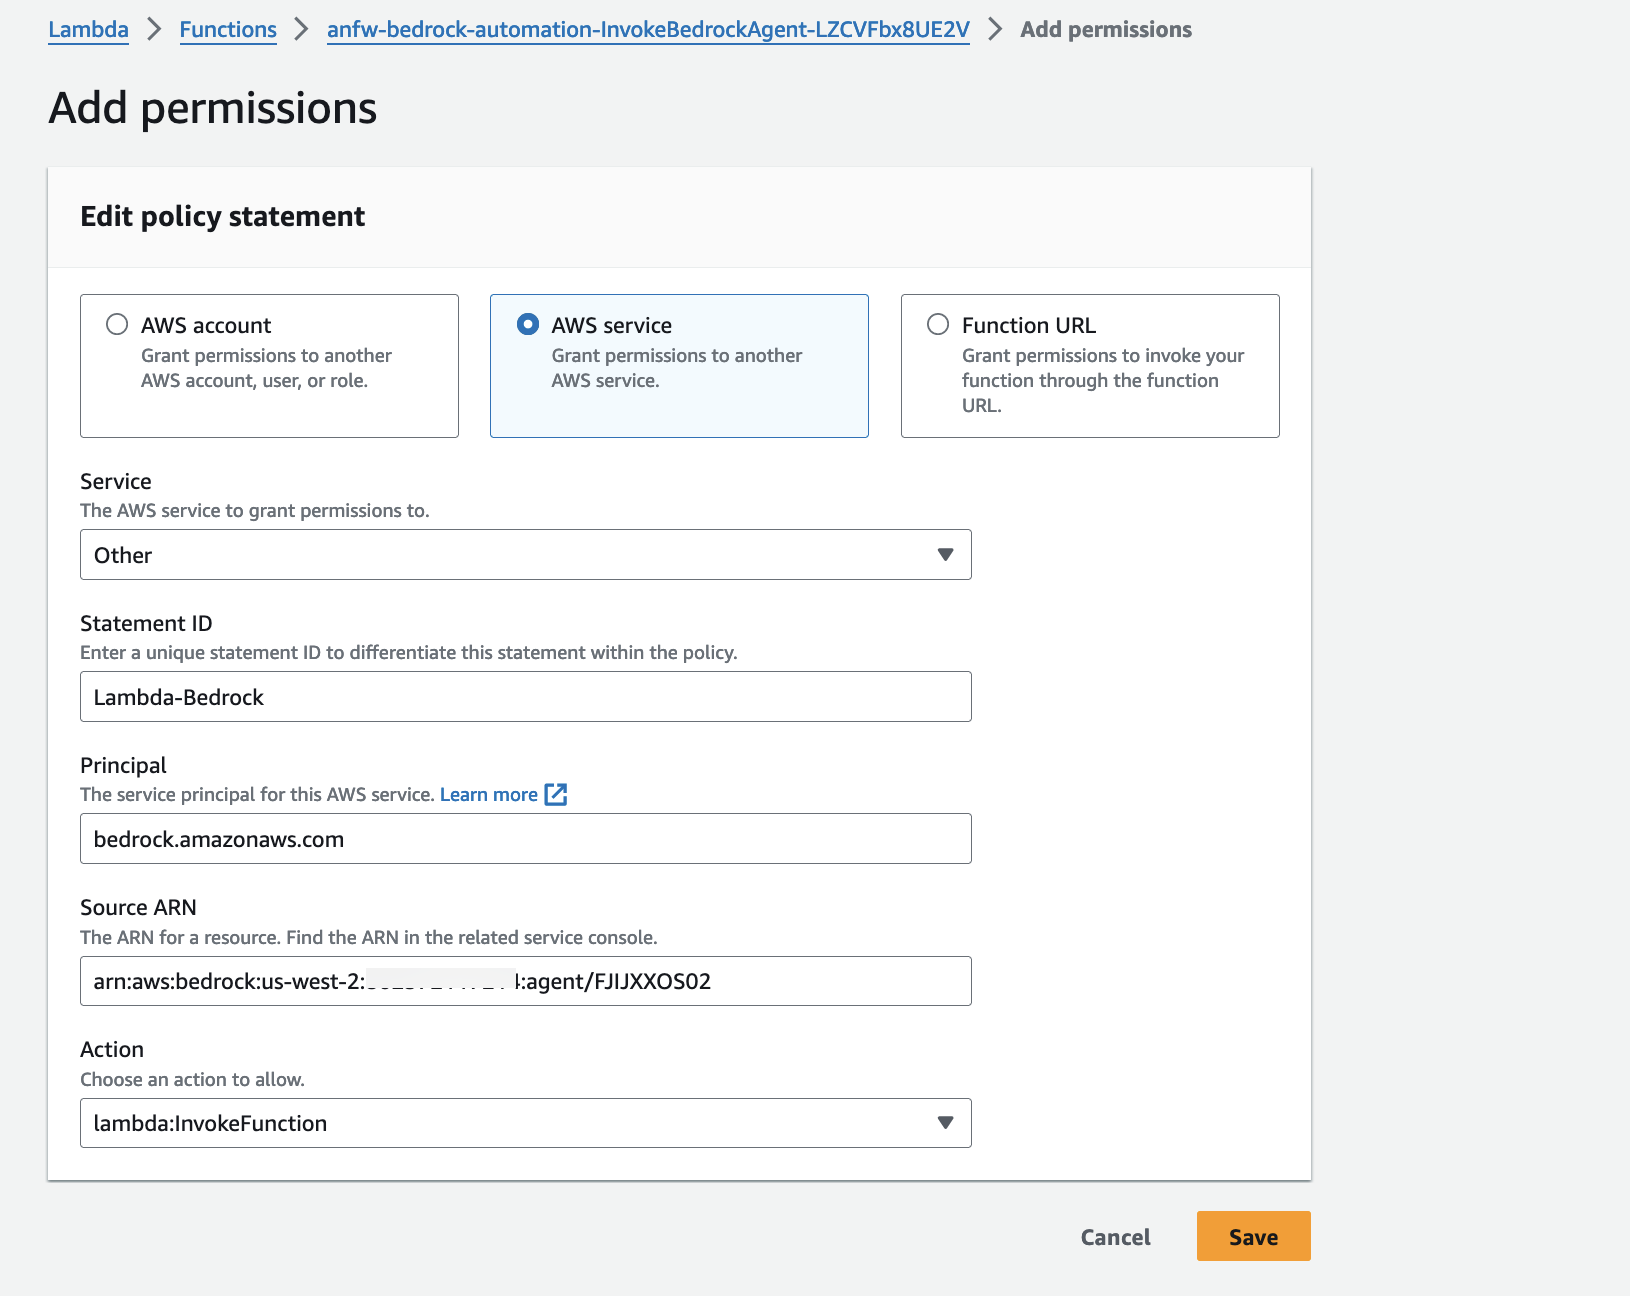 Lambda > Functions > anfw-bedrock-automation-InvokeBedrockAgent-LZCVFbx8UE2V > Add permissions
Add permissions
Edit policy statement
AWS account
Grant permissions to another
AWS account, user, or role.
AWS service
Grant permissions to another
AWS service.
Function URL
Grant permissions to invoke your
function through the function
URL.
Service
The AWS service to grant permissions to.
Other
Statement ID
Enter a unique statement ID to differentiate this statement within the policy.
Lambda-Bedrock
Principal
The service principal for this AWS service. Learn more
bedrock.amazonaws.com
Source ARN
The ARN for a resource. Find the ARN in the related service console.
arn:aws:bedrock:us-west-2: :agent/FJIJXXOS02
Action
Choose an action to allow.
lambda:InvokeFunction
Cancel
Save